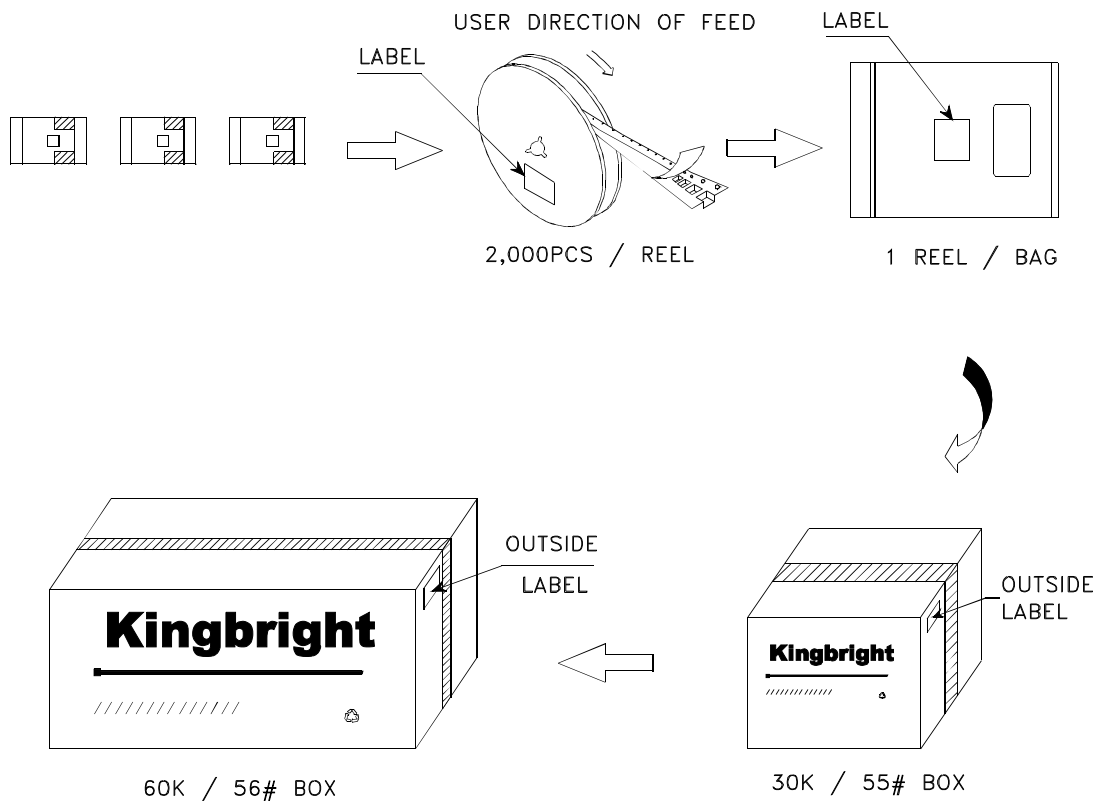 USER DIRECTION OF FEED
LABEL
LABEL
2,000PCS / REEL
1 REEL / BAG
OUTSIDE
LABEL
Kingbright
60K / 56# BOX
OUTSIDE
LABEL
Kingbright
30K / 55# BOX